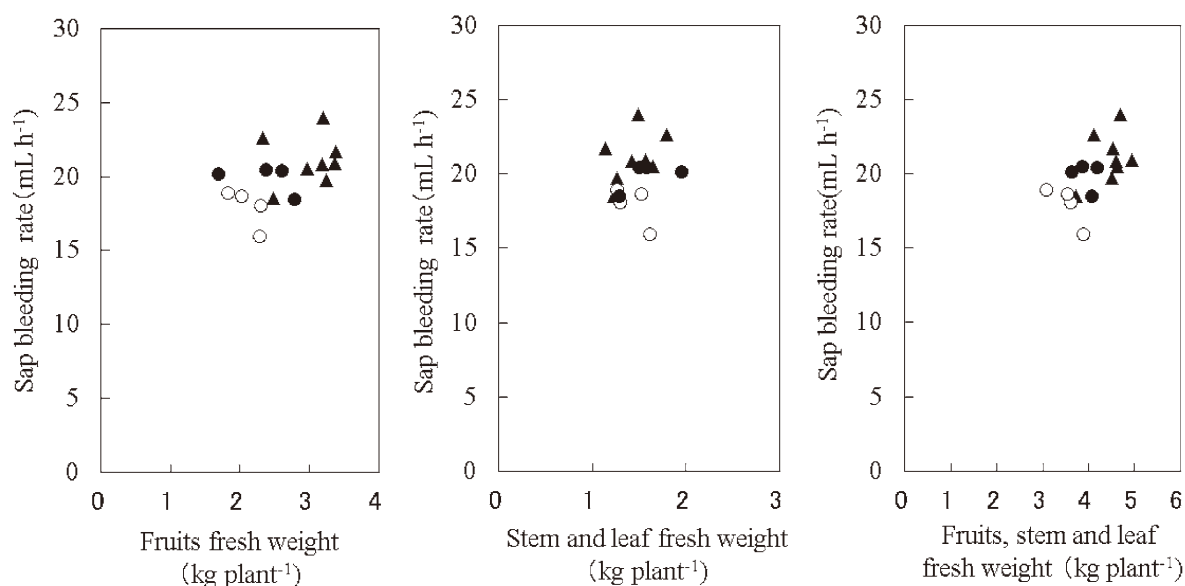 30
25
20
15
10
5
0
Sap bleeding rate (mL h⁻¹)
0 1 2 3 4
Fruits fresh weight
(kg plant⁻¹)
30
25
20
15
10
5
0
Sap bleeding rate (mL h⁻¹)
0 1 2 3
Stem and leaf fresh weight
(kg plant⁻¹)
30
25
20
15
10
5
0
Sap bleeding rate(mL h⁻¹)
0 1 2 3 4 5 6
Fruits, stem and leaf
fresh weight (kg plant⁻¹)